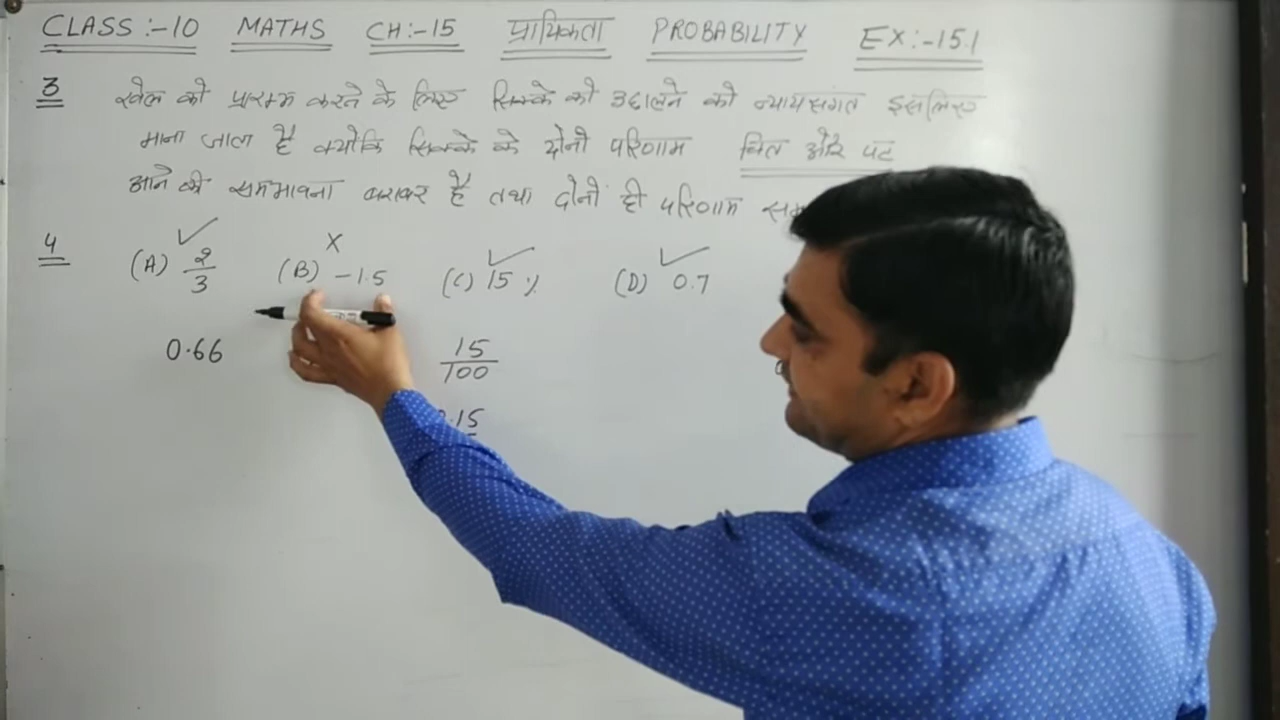 CLASS :-10 MATHS CH:-15 प्रायिकता PROBABILITY EX:-15.1
3 खेल को प्रारम्भ करते के लिए सिक्के को उछालने को न्यायसंगत इसलिए
माना जाता है क्योकि सिक्के के दोनो परिणाम चित और पट
आने की सम्भावना बराबर है तथा दोनो ही परिणाम
4 (A) 2/3 (B) -1.5 (C) 15 % (D) 0.7
0.66 15/100
.15